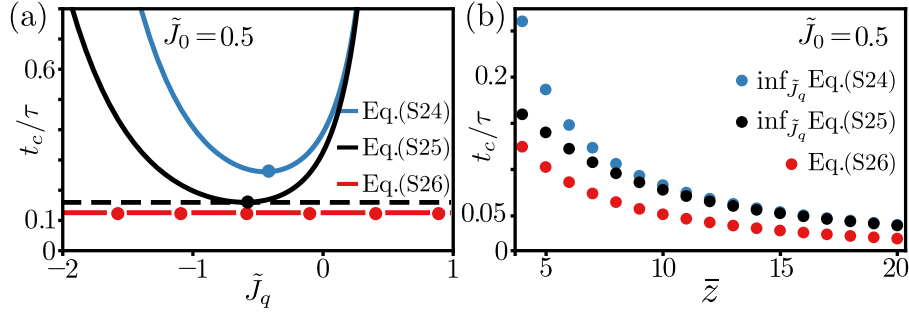 (a)
J̃₀ = 0.5
0.6
t_c/τ
Eq.(S24)
Eq.(S25)
Eq.(S26)
0.1
0
−2
−1
0
1
J̃_q
(b)
J̃₀ = 0.5
0.2
t_c/τ
inf_J̃_q Eq.(S24)
inf_J̃_q Eq.(S25)
Eq.(S26)
0.05
0
5
10
15
20
z̄